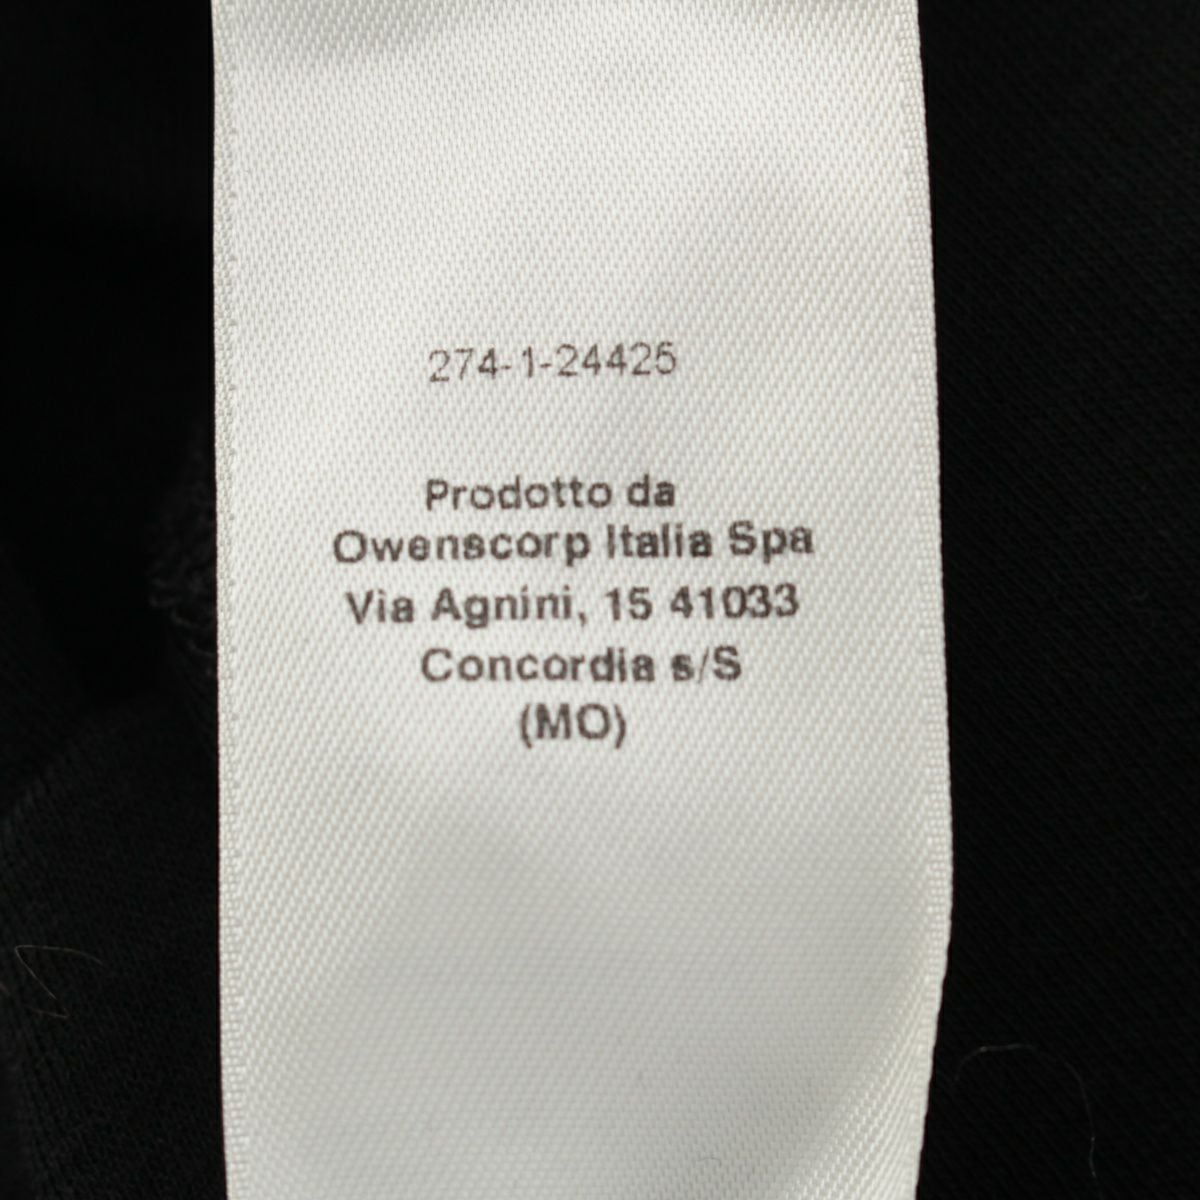 274-1-24425
Prodotto da
Owenscorp Italia Spa
Via Agnini, 15 41033
Concordia s/S
(MO)